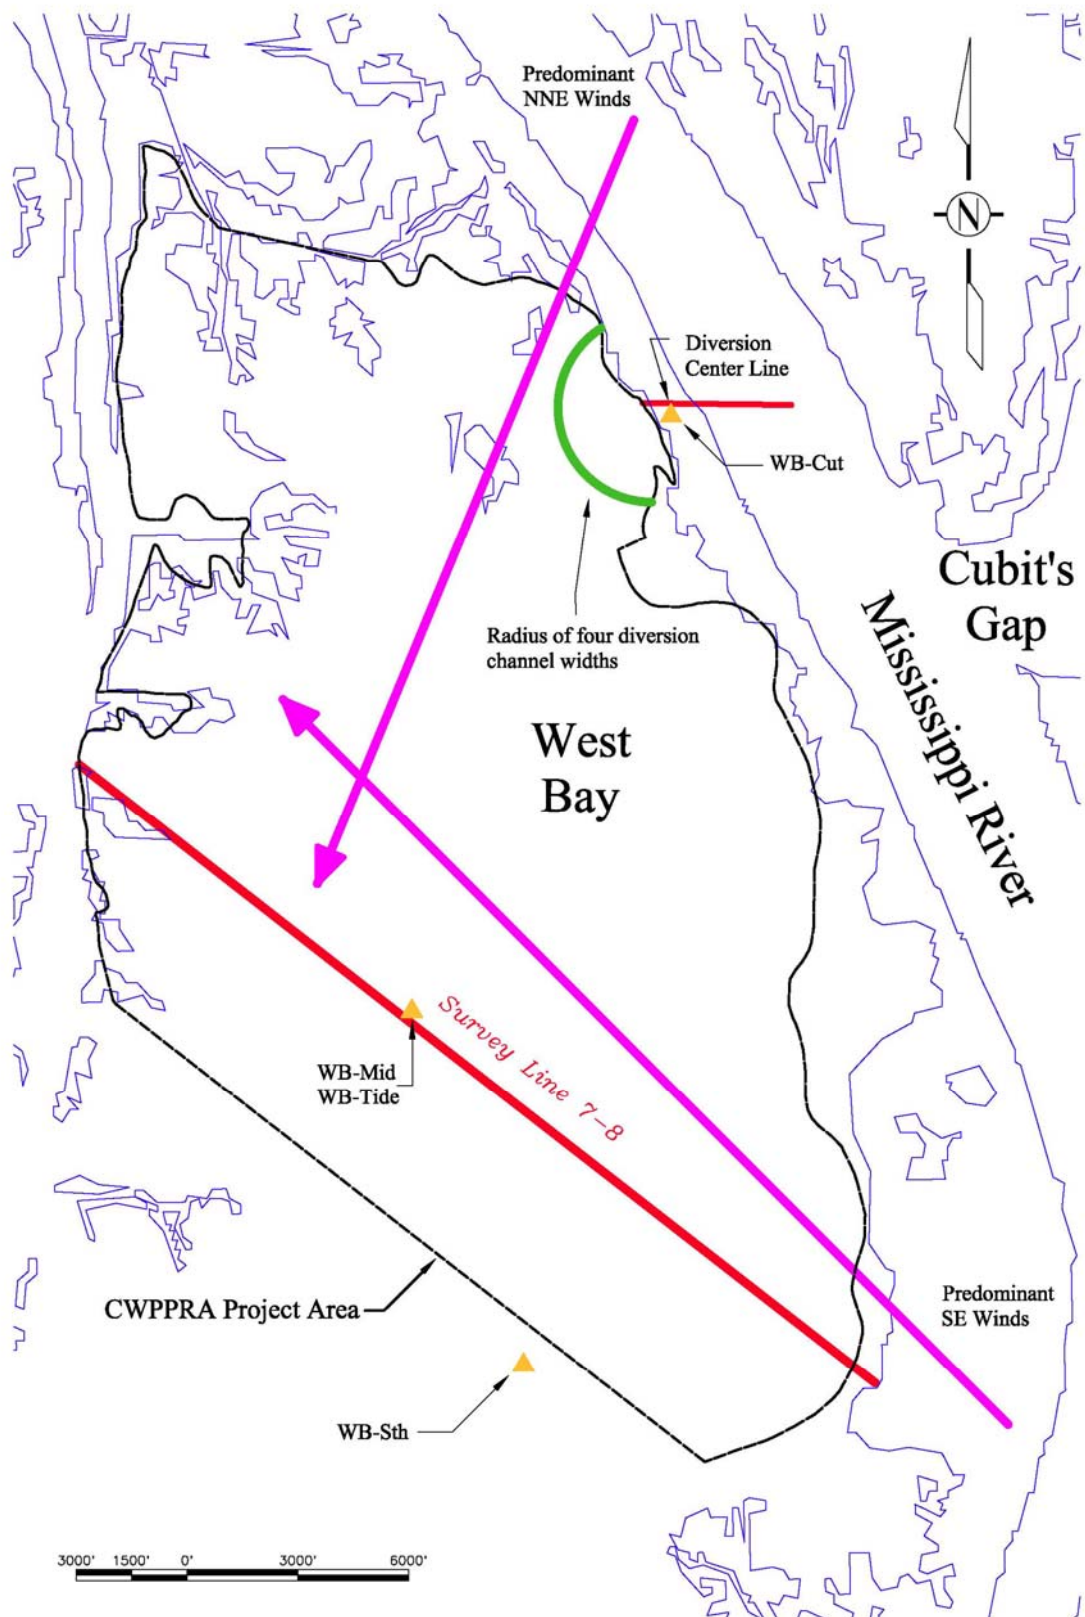 Predominant
NNE Winds
N
Diversion
Center Line
WB-Cut
Cubit's
Gap
Mississippi River
Radius of four diversion
channel widths
West
Bay
Survey Line 7-8
WB-Mid
WB-Tide
CWPPRA Project Area
Predominant
SE Winds
WB-Sth
3000' 1500' 0' 3000' 6000'